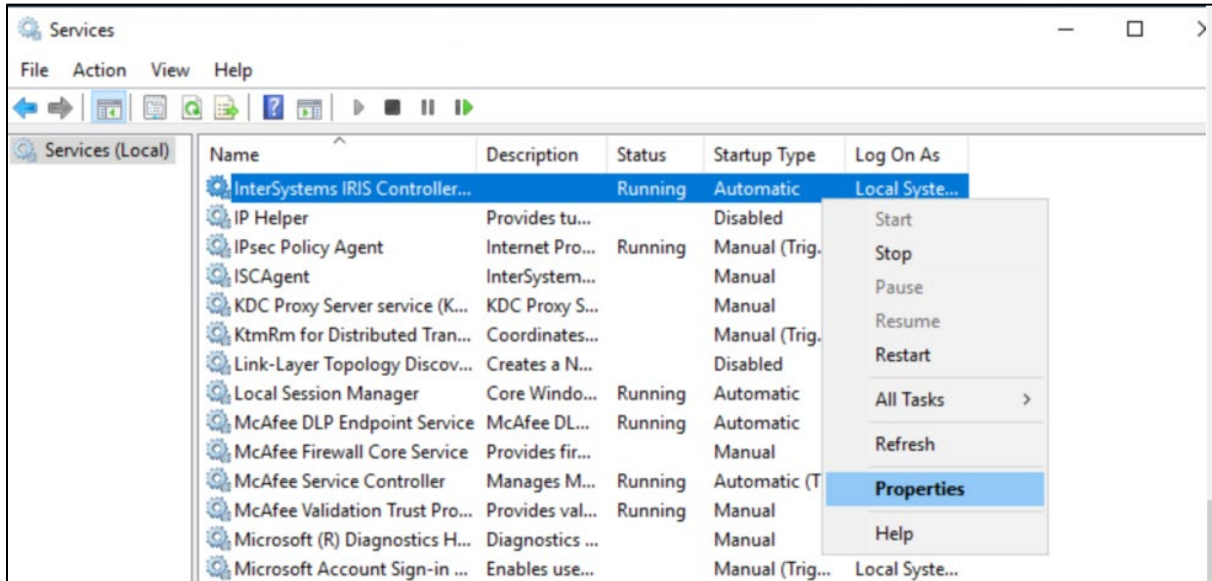 Services
File Action View Help
Services (Local)
Name Description Status Startup Type Log On As
InterSystems IRIS Controller... Running Automatic Local Syste...
IP Helper Provides tu... Disabled
IPsec Policy Agent Internet Pro... Running Manual (Trig.
ISCAgent InterSystem... Manual
KDC Proxy Server service (K... KDC Proxy S... Manual
KtmRm for Distributed Tran... Coordinates... Manual (Trig.
Link-Layer Topology Discov... Creates a N... Disabled
Local Session Manager Core Windo... Running Automatic
McAfee DLP Endpoint Service McAfee DL... Running Automatic
McAfee Firewall Core Service Provides fir... Manual
McAfee Service Controller Manages M... Running Automatic (T
McAfee Validation Trust Pro... Provides val... Running Manual
Microsoft (R) Diagnostics H... Diagnostics ... Manual
Microsoft Account Sign-in ... Enables use... Manual (Trig... Local Syste...
Start
Stop
Pause
Resume
Restart
All Tasks
Refresh
Properties
Help